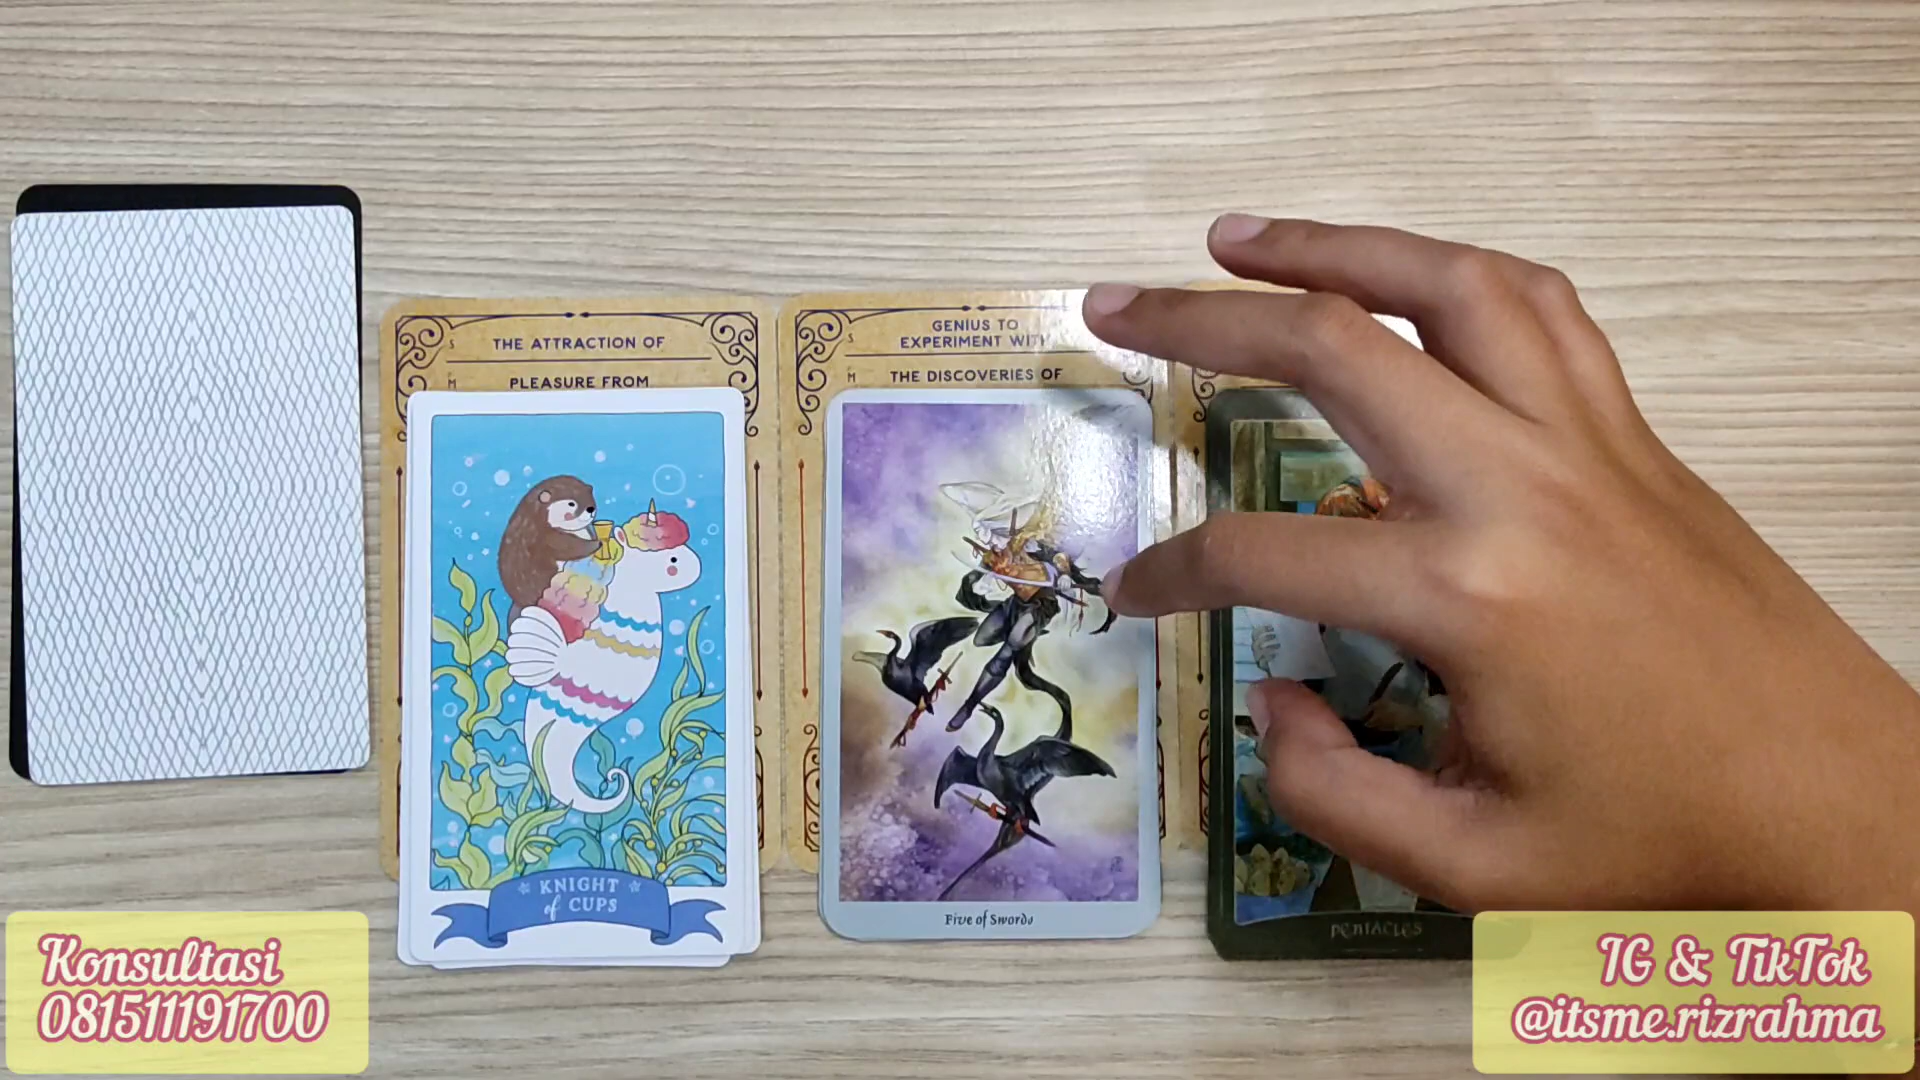 THE ATTRACTION OF
S
PLEASURE FROM
M
GENIUS TO
EXPERIMENT WITH
S
THE DISCOVERIES OF
M
KNIGHT
of CUPS
Five of Swords
PENTACLES
Konsultasi
081511191700
IG & TikTok
@itsme.rizrahma